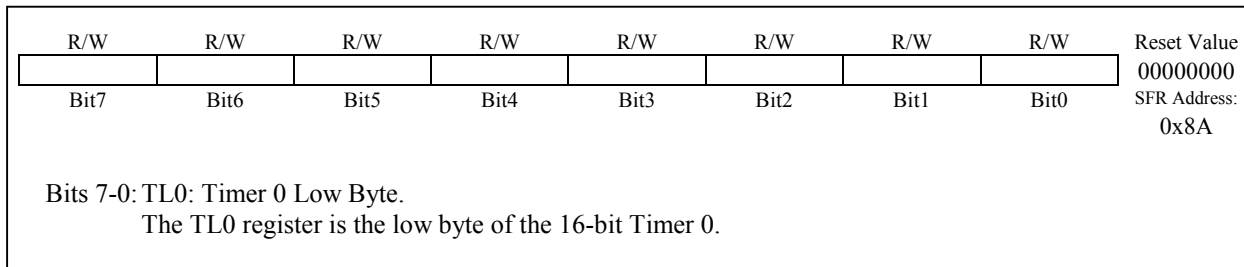 R/W R/W R/W R/W R/W R/W R/W R/W Reset Value
00000000
Bit7 Bit6 Bit5 Bit4 Bit3 Bit2 Bit1 Bit0 SFR Address:
0x8A
Bits 7-0: TL0: Timer 0 Low Byte.
The TL0 register is the low byte of the 16-bit Timer 0.